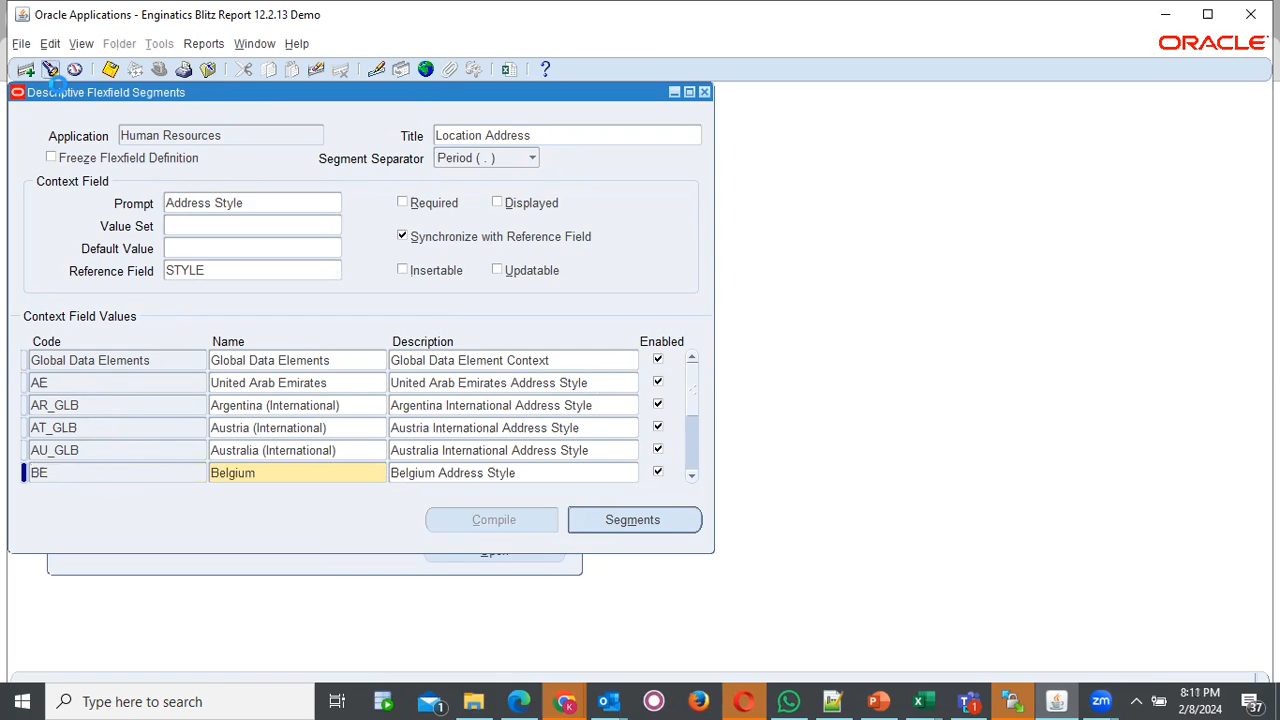 Oracle Applications - Enginatics Blitz Report 12.2.13 Demo
File Edit View Folder Tools Reports Window Help
ORACLE
Descriptive Flexfield Segments
Application Human Resources Title Location Address
Freeze Flexfield Definition Segment Separator Period ( . )
Context Field
Prompt Address Style Required Displayed
Value Set
Synchronize with Reference Field
Default Value
Reference Field STYLE Insertable Updatable
Context Field Values
Code Name Description Enabled
Global Data Elements Global Data Elements Global Data Element Context
AE United Arab Emirates United Arab Emirates Address Style
AR_GLB Argentina (International) Argentina International Address Style
AT_GLB Austria (International) Austria International Address Style
AU_GLB Australia (International) Australia International Address Style
BE Belgium Belgium Address Style
Compile Segments
Open
Type here to search
8:11 PM
2/8/2024
1
1
37